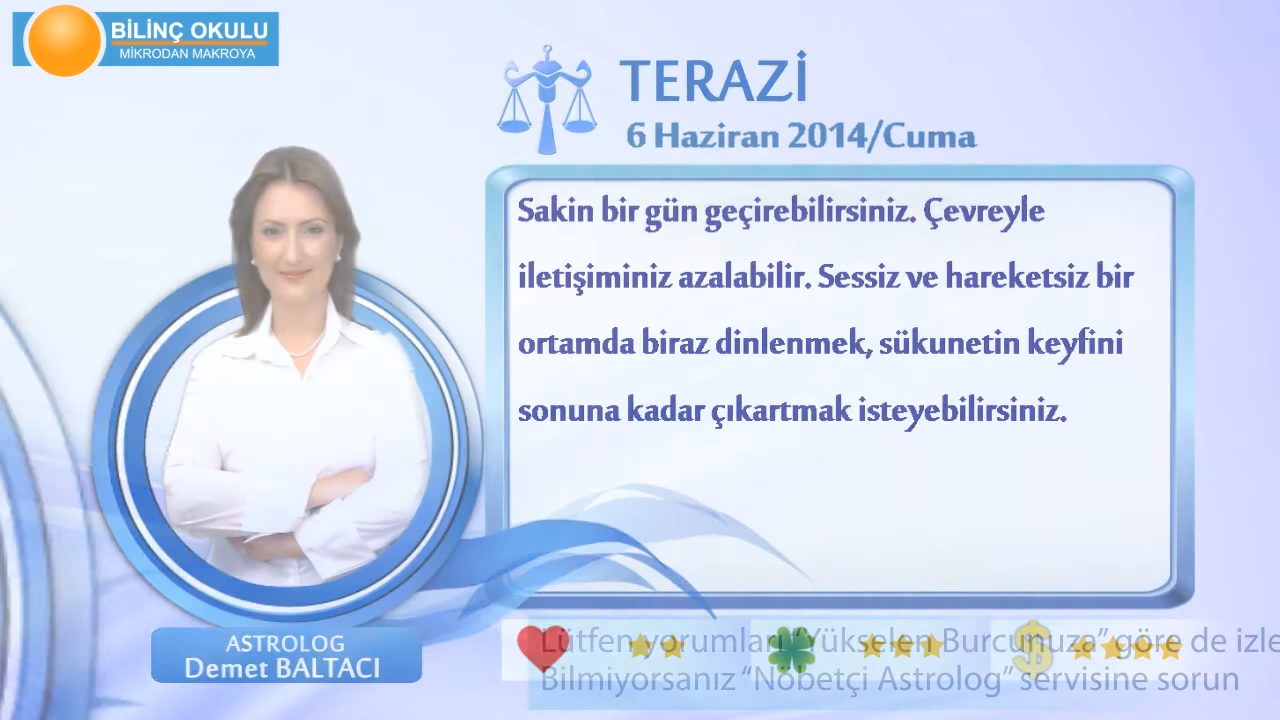 BİLİNÇ OKULU
MİKRODAN MAKROYA
TERAZİ
6 Haziran 2014/Cuma
Sakin bir gün geçirebilirsiniz. Çevreyle
iletişiminiz azalabilir. Sessiz ve hareketsiz bir
ortamda biraz dinlenmek, sükunetin keyfini
sonuna kadar çıkartmak isteyebilirsiniz.
ASTROLOG
Demet BALTACI
Lütfen yorumları “Yükselen Burcunuza” göre de izle
Bilmiyorsanız “Nöbetçi Astrolog” servisine sorun